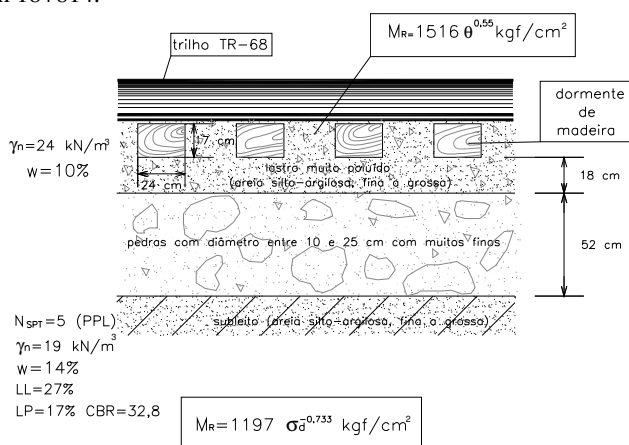 trilho TR-68
MR=1516 θ^0,55 kgf/cm²
dormente
de
madeira
γn=24 kN/m³
w=10%
17 cm
24 cm
lastro muito poluído
(areia silto-argilosa, fina a grossa)
18 cm
pedras com diâmetro entre 10 e 25 cm com muitos finos
52 cm
NSPT=5 (PPL)
subleito (areia silto-argilosa, fina a grossa)
γn=19 kN/m³
w=14%
LL=27%
LP=17% CBR=32,8
MR=1197 σd^-0,733 kgf/cm²